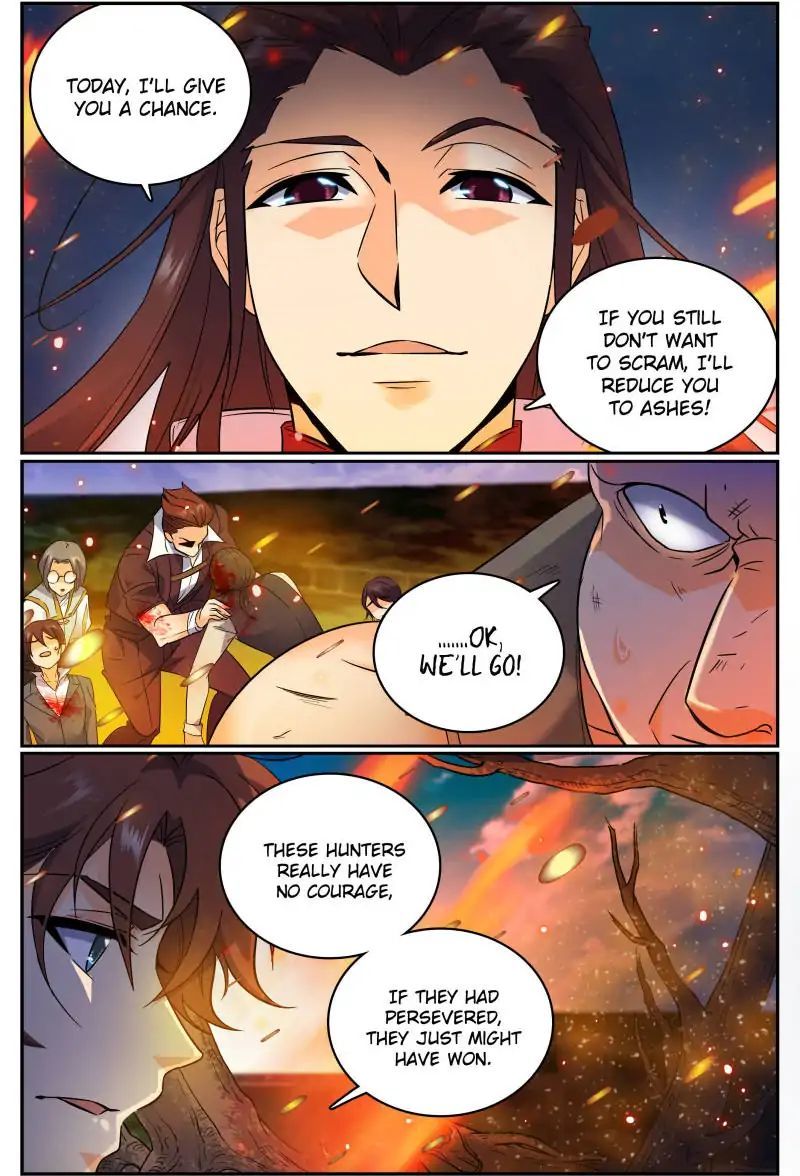 TODAY, I'LL GIVE
YOU A CHANCE.
IF YOU STILL
DON'T WANT
TO SCRAM, I'LL
REDUCE YOU
TO ASHES!
.......OK,
WE'LL GO!
THESE HUNTERS
REALLY HAVE
NO COURAGE,
IF THEY HAD
PERSEVERED,
THEY JUST MIGHT
HAVE WON.